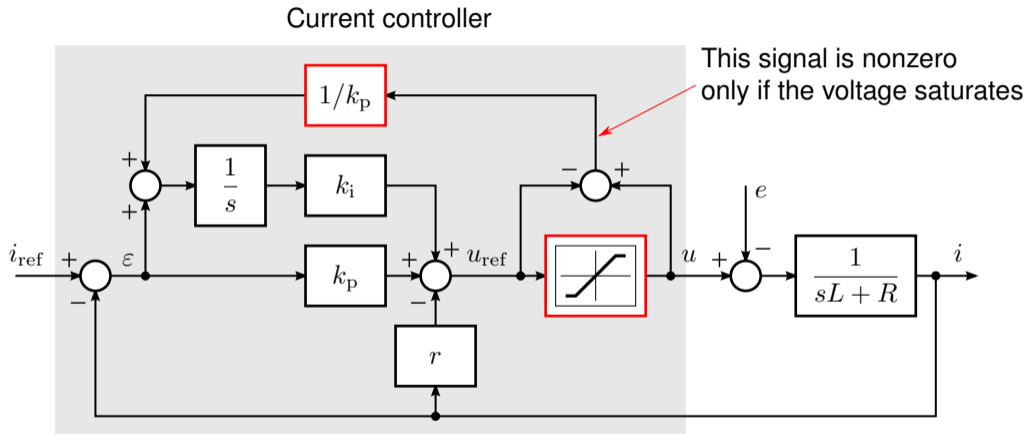 Current controller
This signal is nonzero
only if the voltage saturates
1/kp
+
− +
1
s
ki
+
e
iref + ε
kp
+ + uref
u + −
1
sL + R
i
−
−
r